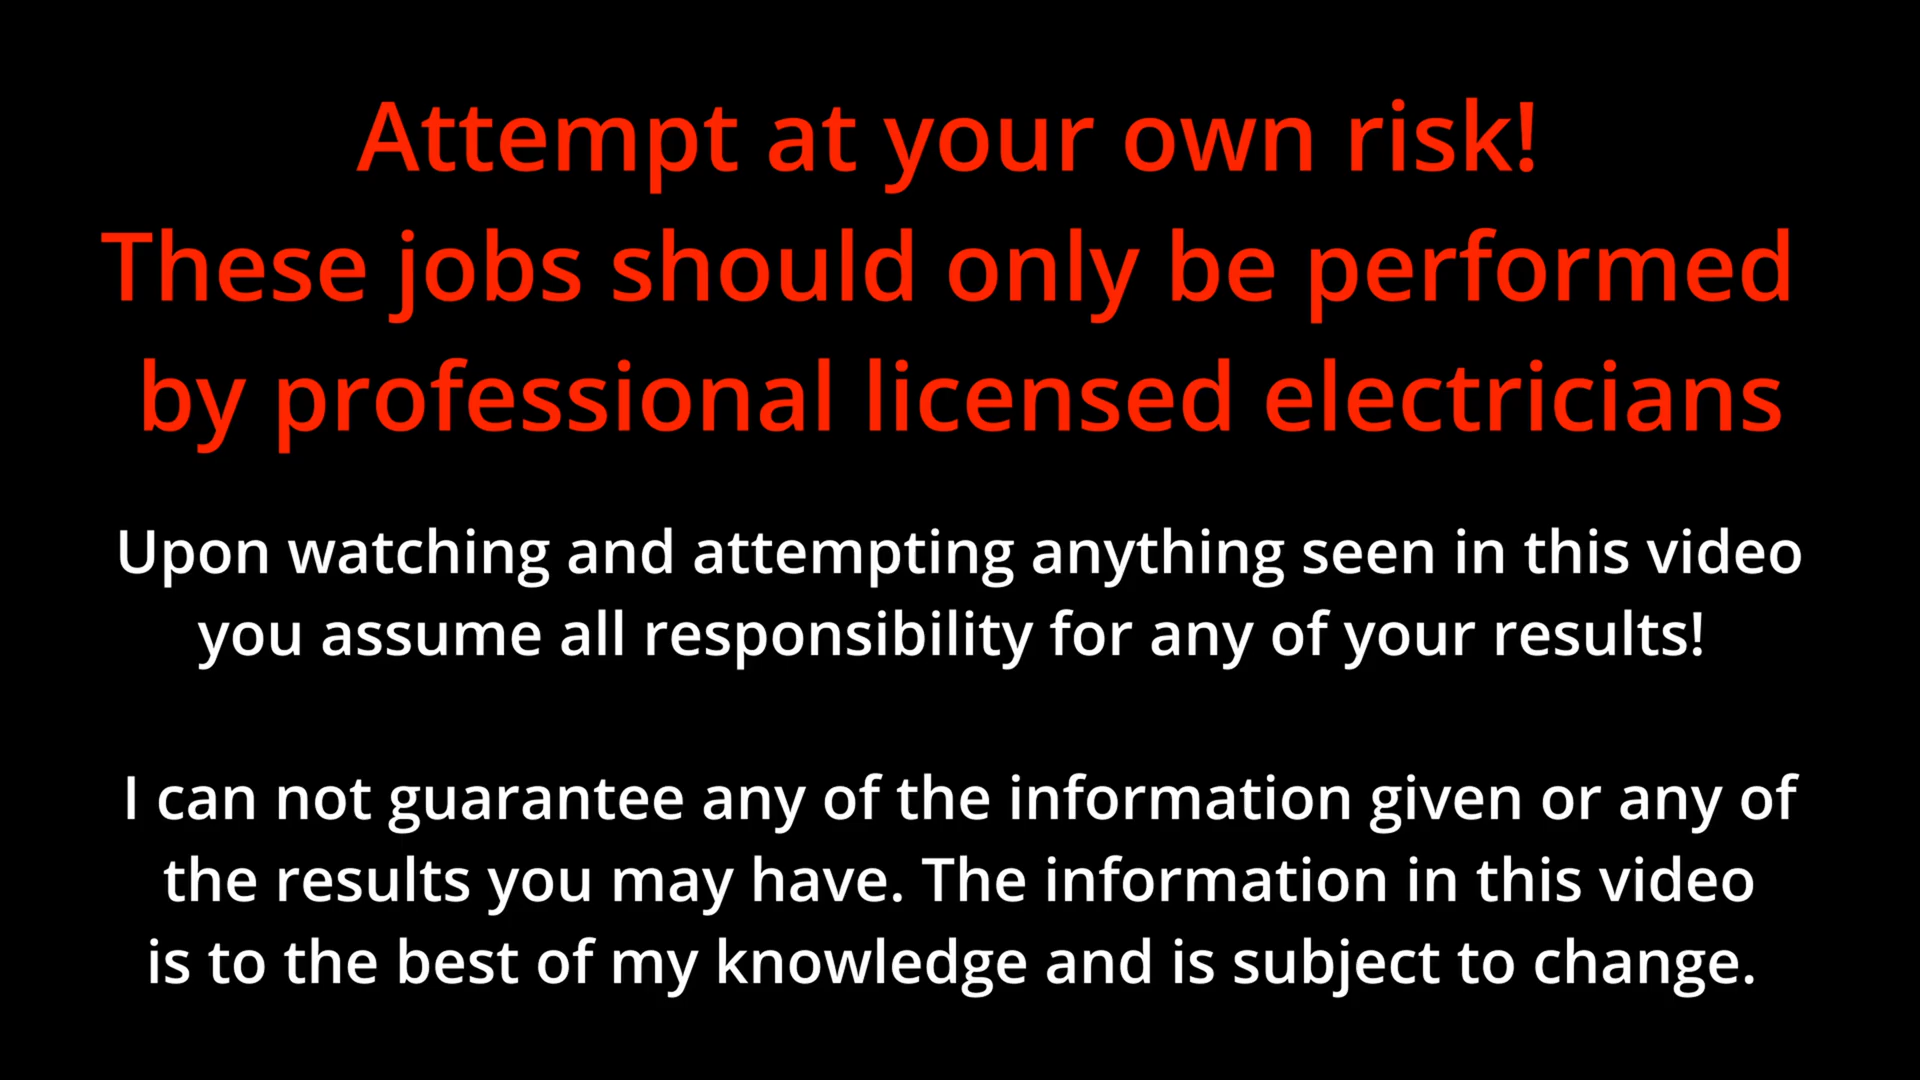 Attempt at your own risk!
These jobs should only be performed
by professional licensed electricians
Upon watching and attempting anything seen in this video
you assume all responsibility for any of your results!
I can not guarantee any of the information given or any of
the results you may have. The information in this video
is to the best of my knowledge and is subject to change.